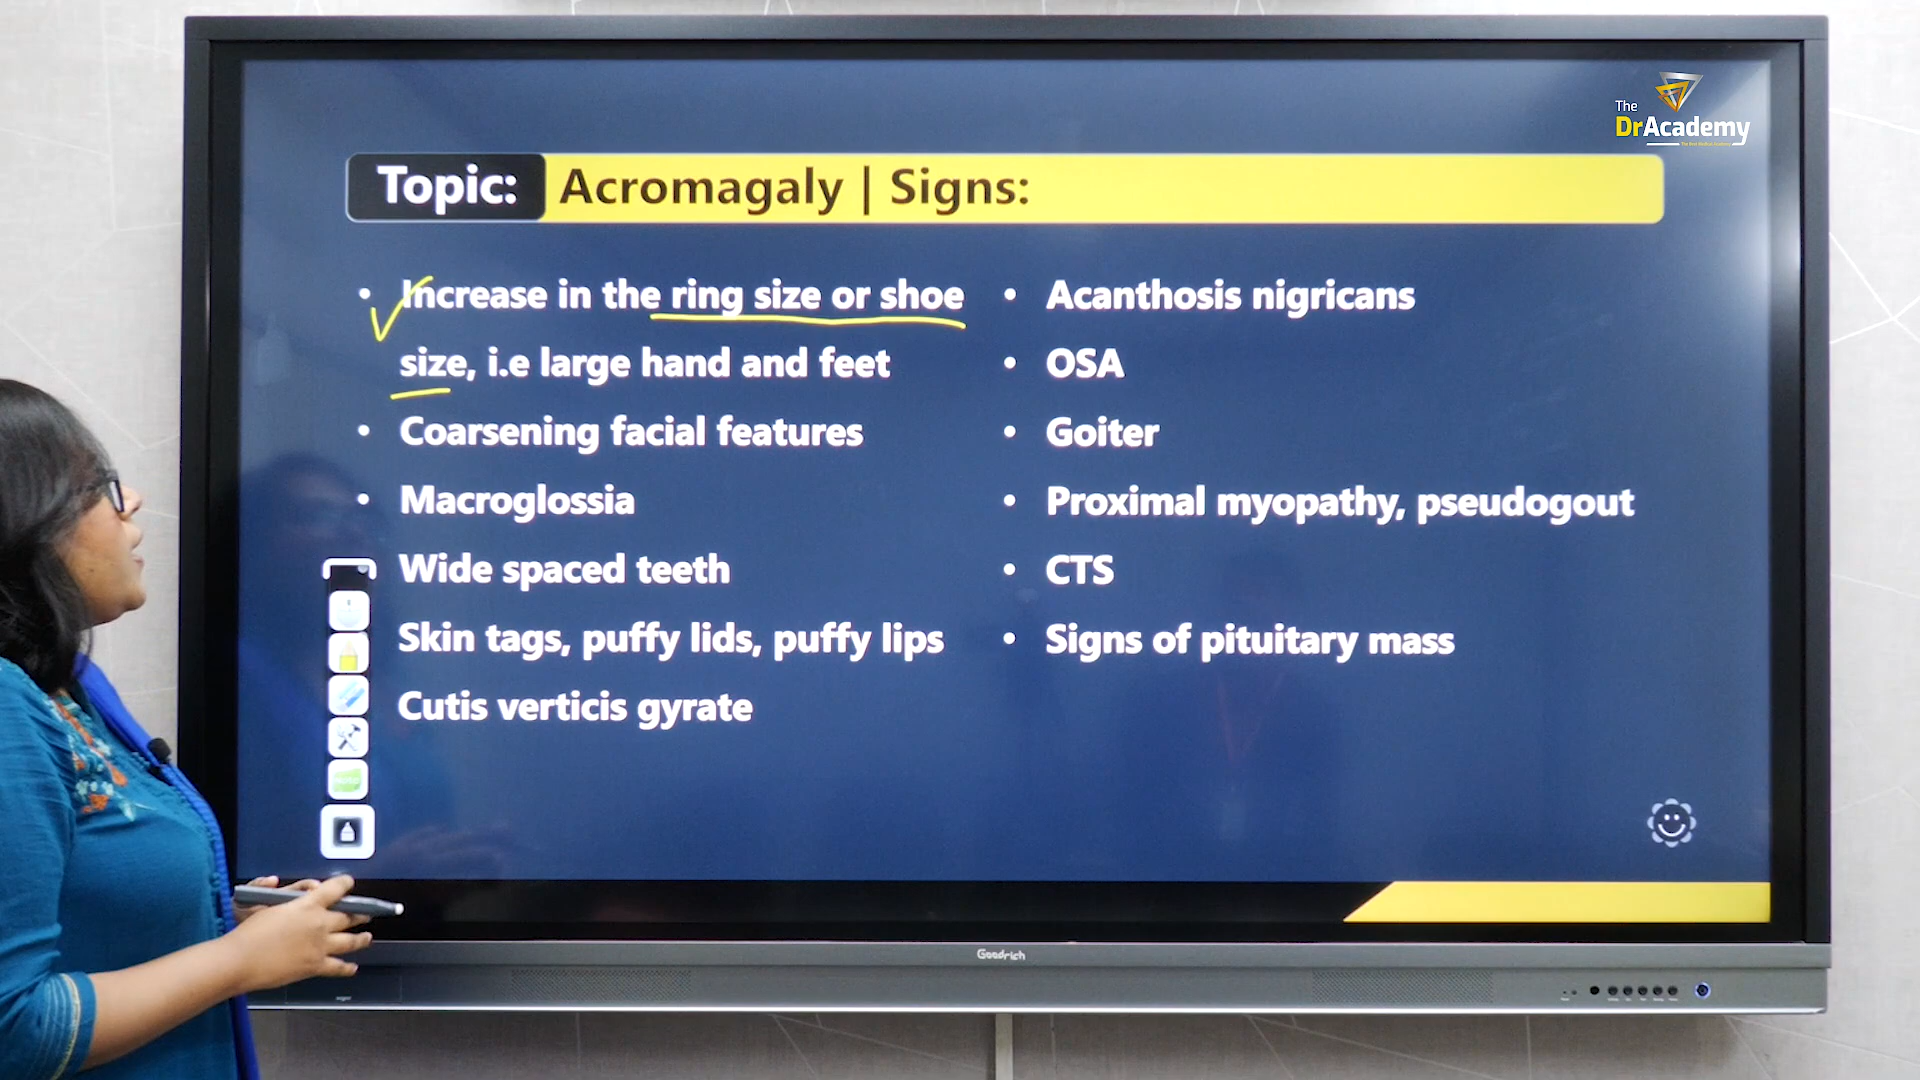 The
DrAcademy
Topic: Acromagaly | Signs:
• Increase in the ring size or shoe
size, i.e large hand and feet
• Coarsening facial features
• Macroglossia
Wide spaced teeth
Skin tags, puffy lids, puffy lips
Cutis verticis gyrate
• Acanthosis nigricans
• OSA
• Goiter
• Proximal myopathy, pseudogout
• CTS
• Signs of pituitary mass
Goodrich